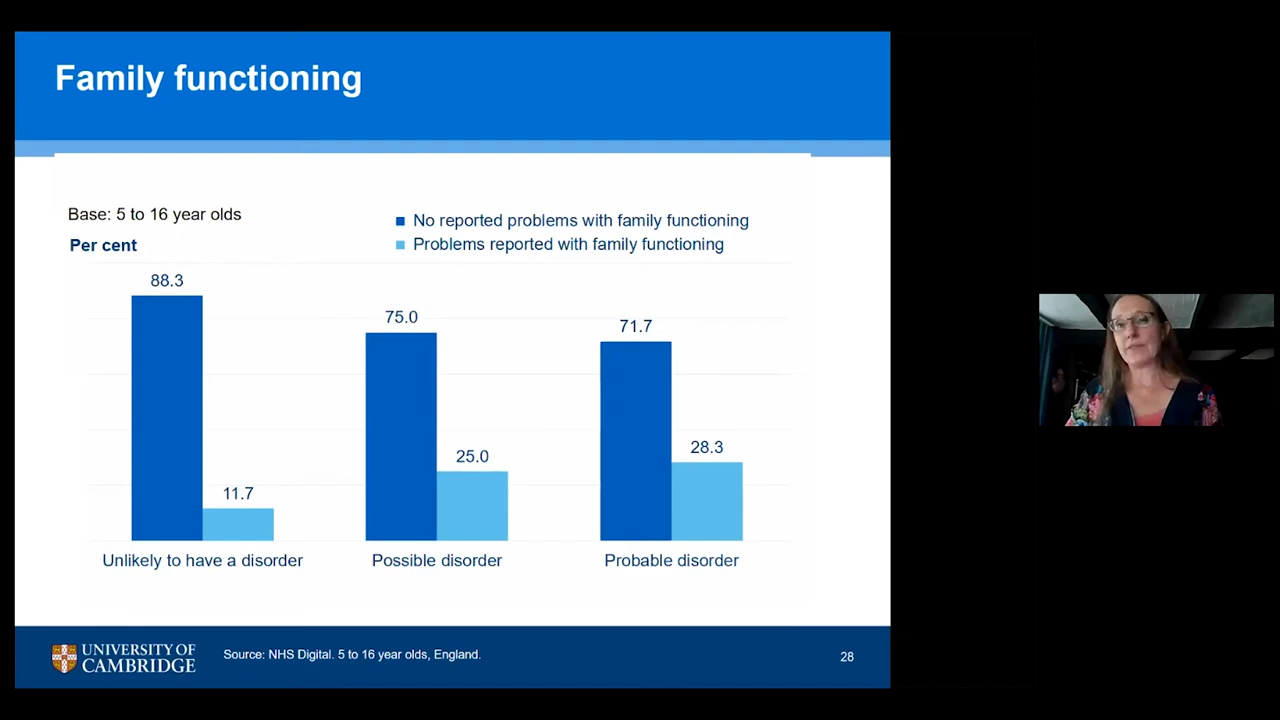 Family functioning
Base: 5 to 16 year olds
Per cent
No reported problems with family functioning
Problems reported with family functioning
88.3
11.7
75.0
25.0
71.7
28.3
Unlikely to have a disorder
Possible disorder
Probable disorder
UNIVERSITY OF
CAMBRIDGE
Source: NHS Digital. 5 to 16 year olds, England.
28